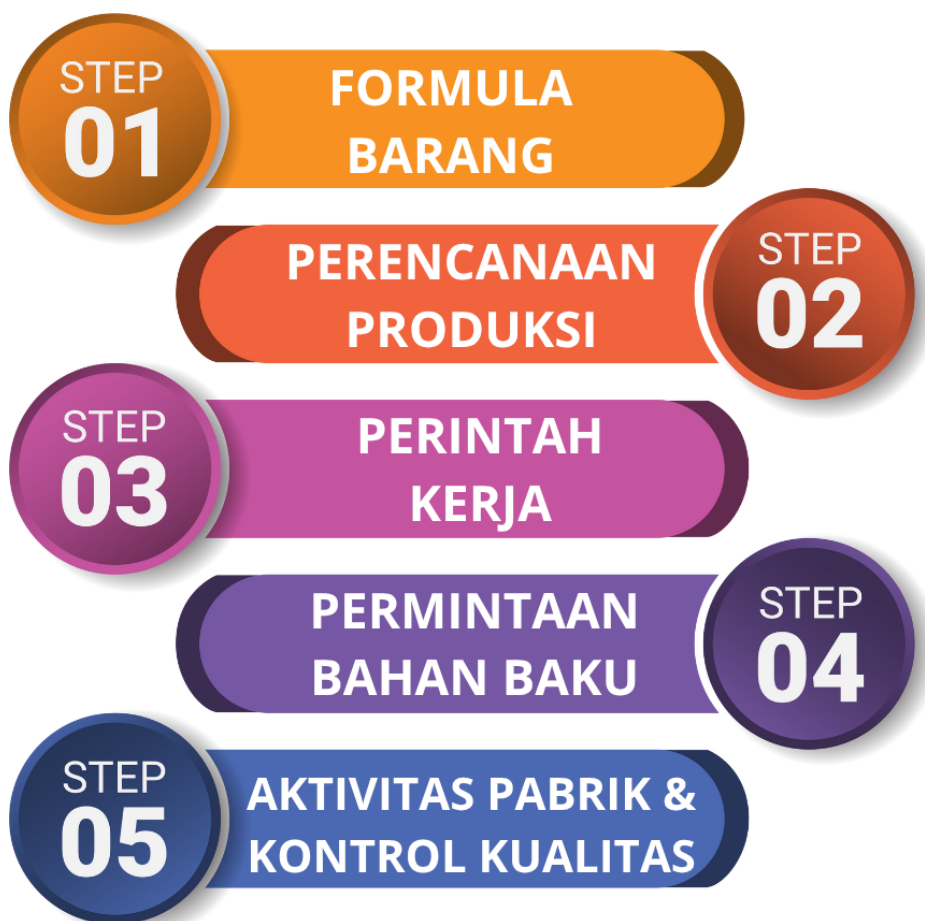 STEP
01
FORMULA
BARANG
PERENCANAAN
PRODUKSI
STEP
02
STEP
03
PERINTAH
KERJA
PERMINTAAN
BAHAN BAKU
STEP
04
STEP
05
AKTIVITAS PABRIK &
KONTROL KUALITAS